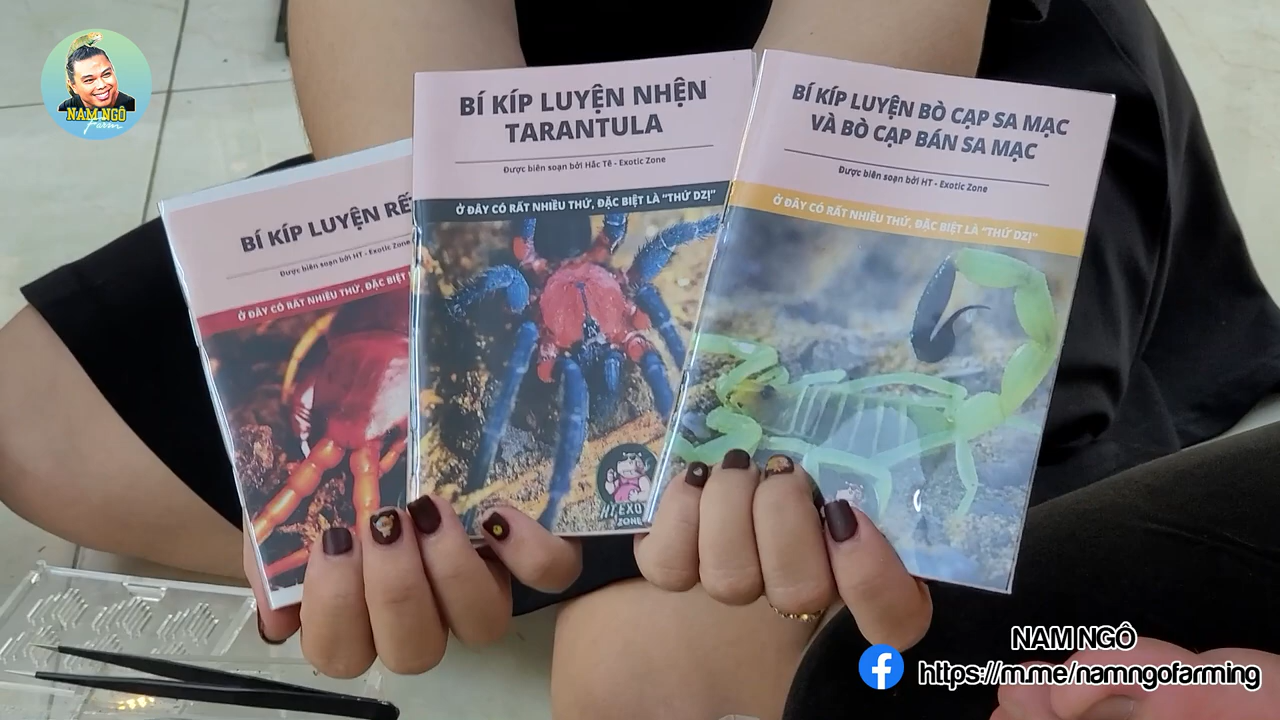 NAM NGÔ
Farm
BÍ KÍP LUYỆN RẾ
Được biên soạn bởi HT - Exotic Zone
Ở ĐÂY CÓ RẤT NHIỀU THỨ, ĐẶC BIỆT
BÍ KÍP LUYỆN NHỆN
TARANTULA
Được biên soạn bởi Hắc Tê - Exotic Zone
Ở ĐÂY CÓ RẤT NHIỀU THỨ, ĐẶC BIỆT LÀ “THỨ DZỊ”
HT.EXO
ZONE
BÍ KÍP LUYỆN BÒ CẠP SA MẠC
VÀ BÒ CẠP BÁN SA MẠC
Được biên soạn bởi HT - Exotic Zone
Ở ĐÂY CÓ RẤT NHIỀU THỨ, ĐẶC BIỆT LÀ “THỨ DZỊ”
NAM NGÔ
https://m.me/namngofarming